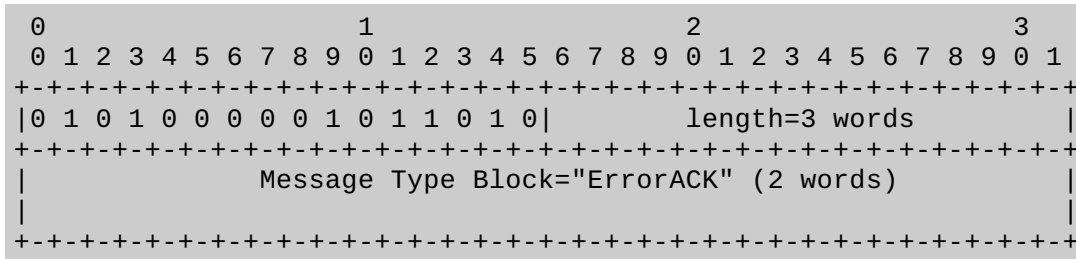 0                   1                   2                   3
 0 1 2 3 4 5 6 7 8 9 0 1 2 3 4 5 6 7 8 9 0 1 2 3 4 5 6 7 8 9 0 1
+-+-+-+-+-+-+-+-+-+-+-+-+-+-+-+-+-+-+-+-+-+-+-+-+-+-+-+-+-+-+-+-+
|0 1 0 1 0 0 0 0 0 1 0 1 1 0 1 0|        length=3 words         |
+-+-+-+-+-+-+-+-+-+-+-+-+-+-+-+-+-+-+-+-+-+-+-+-+-+-+-+-+-+-+-+-+
|              Message Type Block="ErrorACK" (2 words)          |
|                                                               |
+-+-+-+-+-+-+-+-+-+-+-+-+-+-+-+-+-+-+-+-+-+-+-+-+-+-+-+-+-+-+-+-+